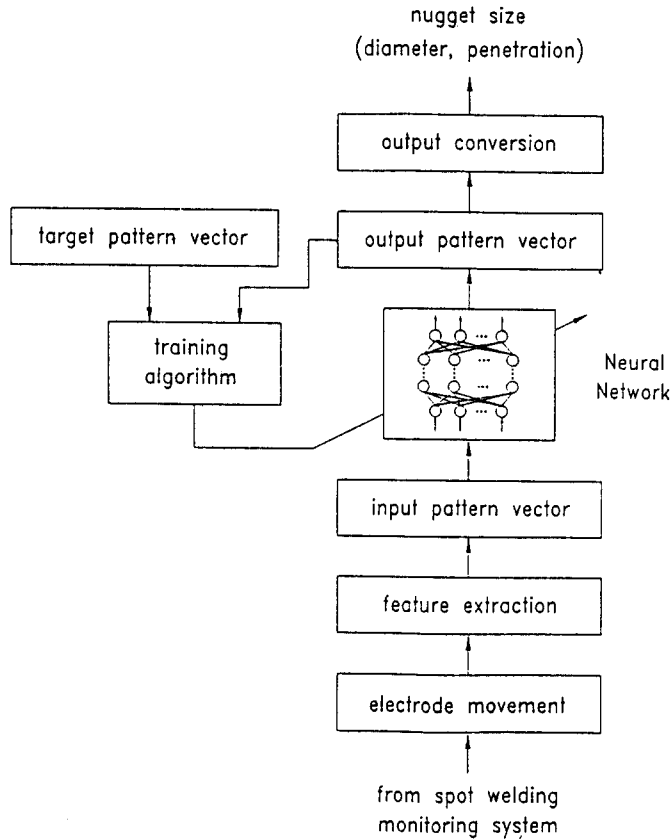 nugget size
(diameter, penetration)
output conversion
target pattern vector
output pattern vector
training
algorithm
Neural
Network
input pattern vector
feature extraction
electrode movement
from spot welding
monitoring system